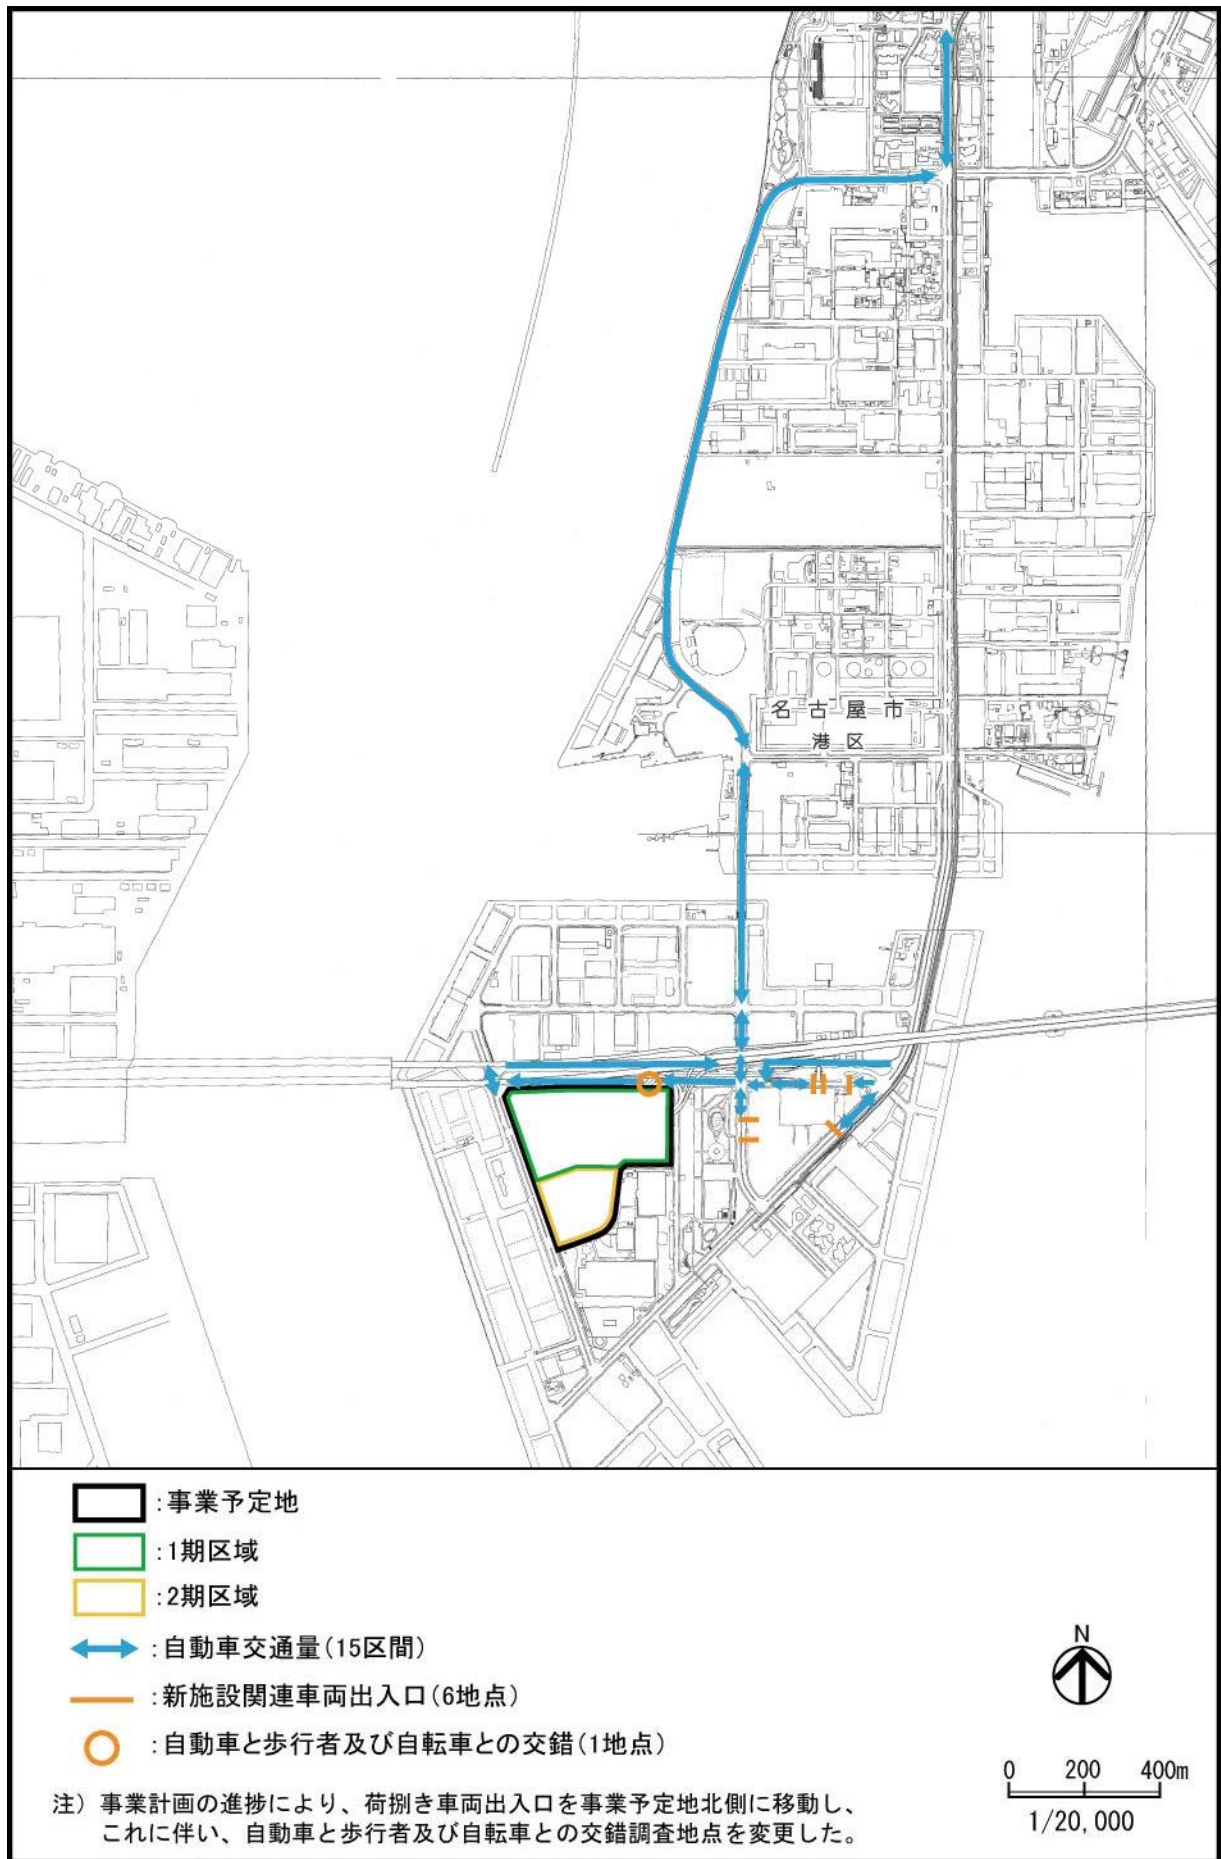 名古屋市
港区
:事業予定地
:1期区域
:2期区域
:自動車交通量(15区間)
:新施設関連車両出入口(6地点)
:自動車と歩行者及び自転車との交錯(1地点)
注) 事業計画の進捗により、荷捌き車両出入口を事業予定地北側に移動し、
これに伴い、自動車と歩行者及び自転車との交錯調査地点を変更した。
N
0 200 400m
1/20,000